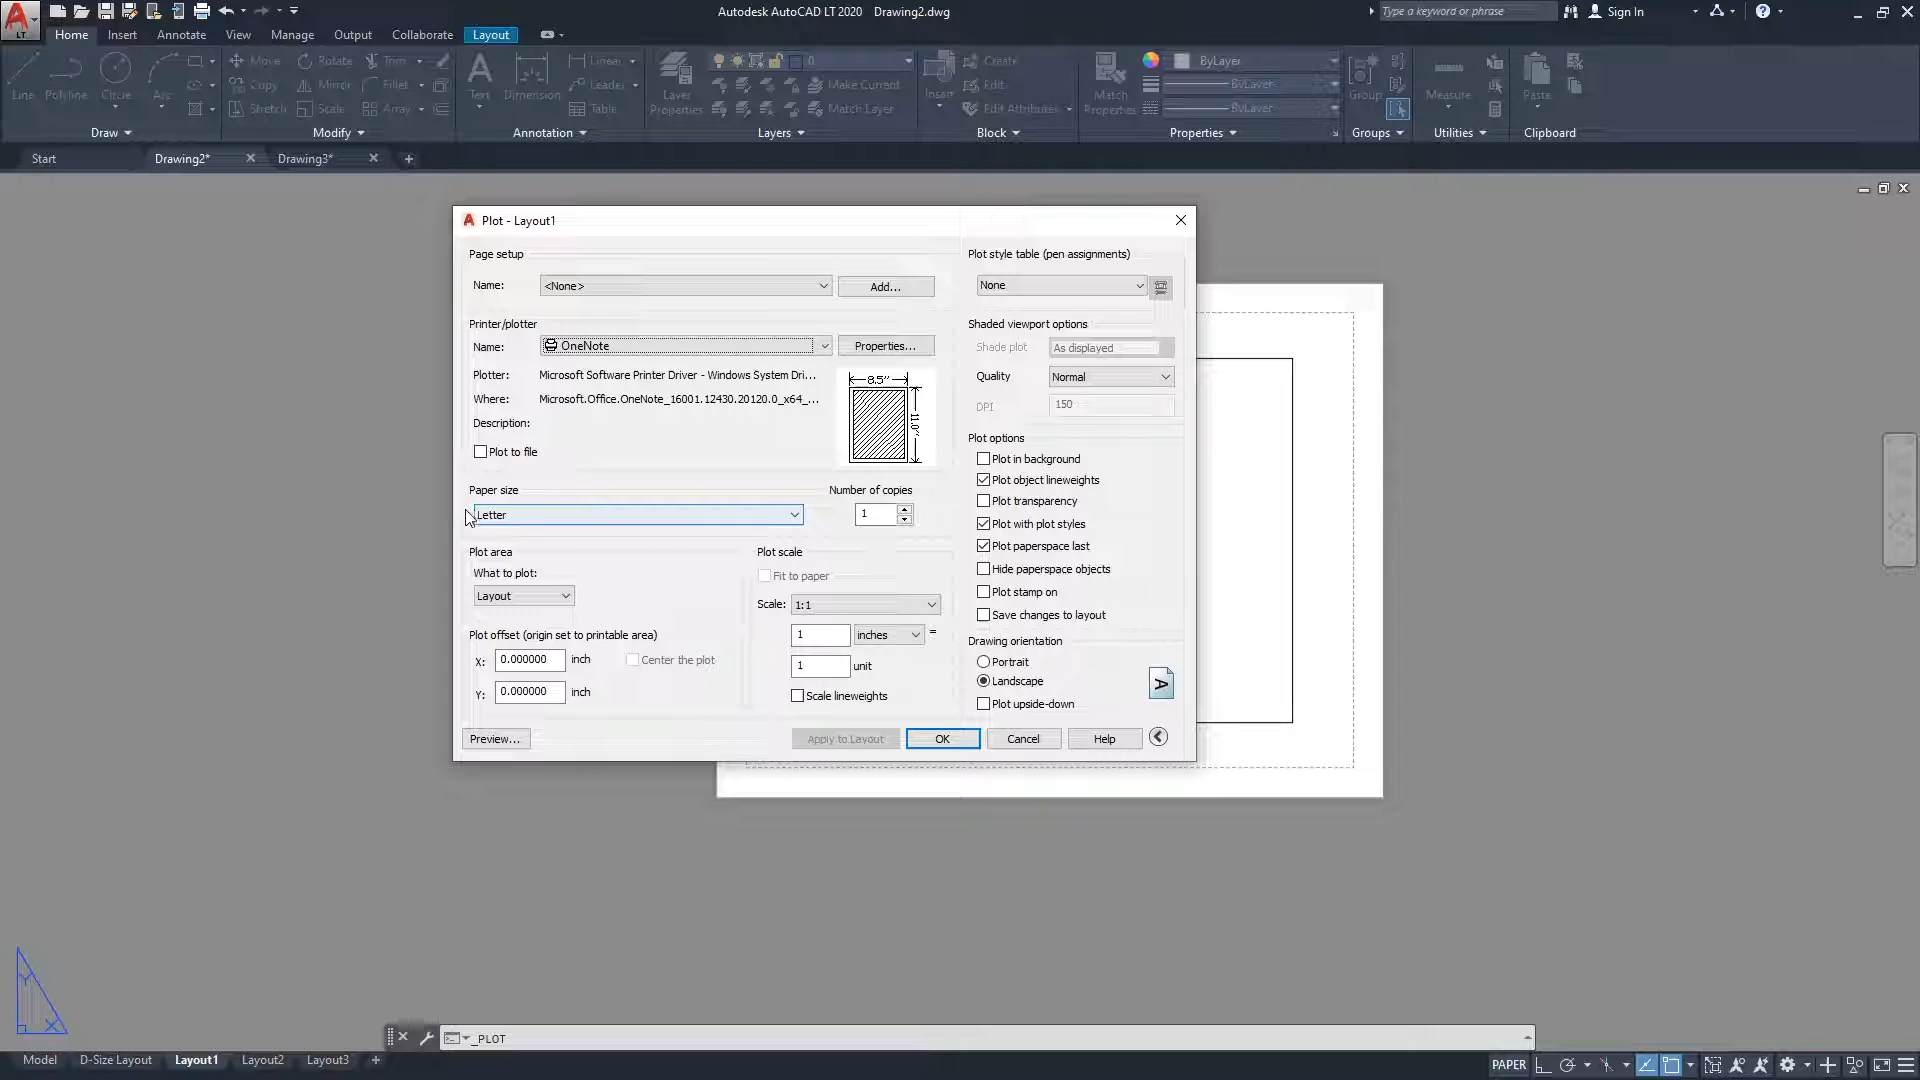 Autodesk AutoCAD LT 2020 Drawing2.dwg
Type a keyword or phrase
Sign In
LT
Home Insert Annotate View Manage Output Collaborate Layout
Line Polyline Circle Arc
Move Rotate Trim
Copy Mirror Fillet
Stretch Scale Array
Text Dimension
Linear
Leader
Table
Layer
Properties
0
Make Current
Match Layer
Insert
Create
Edit
Edit Attributes
Match
Properties
ByLayer
ByLayer
ByLayer
Group
Measure
Paste
Draw Modify Annotation Layers Block Properties Groups Utilities Clipboard
Start Drawing2* Drawing3*
Plot - Layout1
Page setup
Name: <None> Add...
Printer/plotter
Name: OneNote Properties...
Plotter: Microsoft Software Printer Driver - Windows System Dri...
Where: Microsoft.Office.OneNote_16001.12430.20120.0_x64_...
Description:
Plot to file
8.5″
11.0″
Paper size
Letter
Number of copies
1
Plot area
What to plot:
Layout
Plot scale
Fit to paper
Scale: 1:1
1 inches =
1 unit
Scale lineweights
Plot offset (origin set to printable area)
X: 0.000000 inch Center the plot
Y: 0.000000 inch
Plot style table (pen assignments)
None
Shaded viewport options
Shade plot As displayed
Quality Normal
DPI 150
Plot options
Plot in background
Plot object lineweights
Plot transparency
Plot with plot styles
Plot paperspace last
Hide paperspace objects
Plot stamp on
Save changes to layout
Drawing orientation
Portrait
Landscape
Plot upside-down
A
Preview... Apply to Layout OK Cancel Help
Y
X
_PLOT
Model D-Size Layout Layout1 Layout2 Layout3 +
PAPER